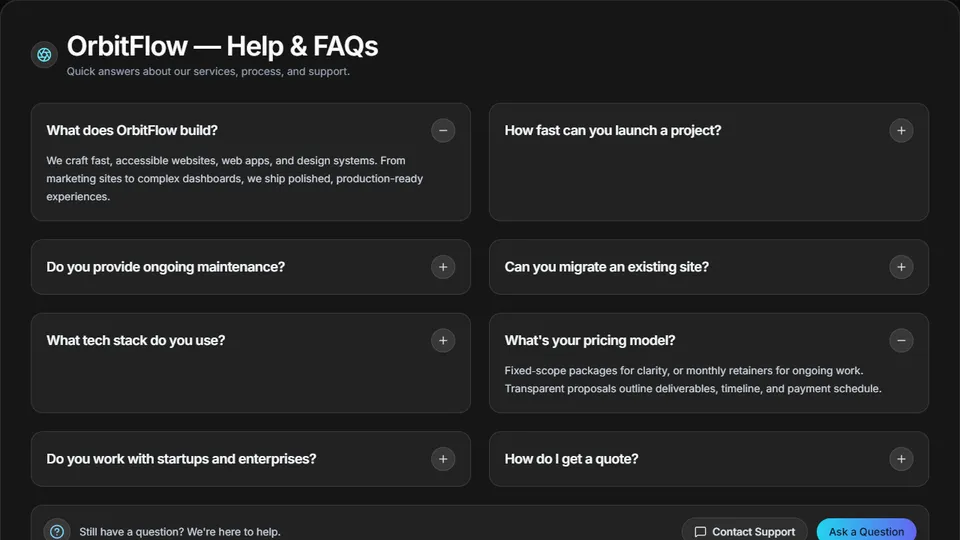 OrbitFlow — Help & FAQs
Quick answers about our services, process, and support.
What does OrbitFlow build?
We craft fast, accessible websites, web apps, and design systems. From
marketing sites to complex dashboards, we ship polished, production-ready
experiences.
How fast can you launch a project?
Do you provide ongoing maintenance?
Can you migrate an existing site?
What tech stack do you use?
What's your pricing model?
Fixed-scope packages for clarity, or monthly retainers for ongoing work.
Transparent proposals outline deliverables, timeline, and payment schedule.
Do you work with startups and enterprises?
How do I get a quote?
Still have a question? We're here to help.
Contact Support
Ask a Question